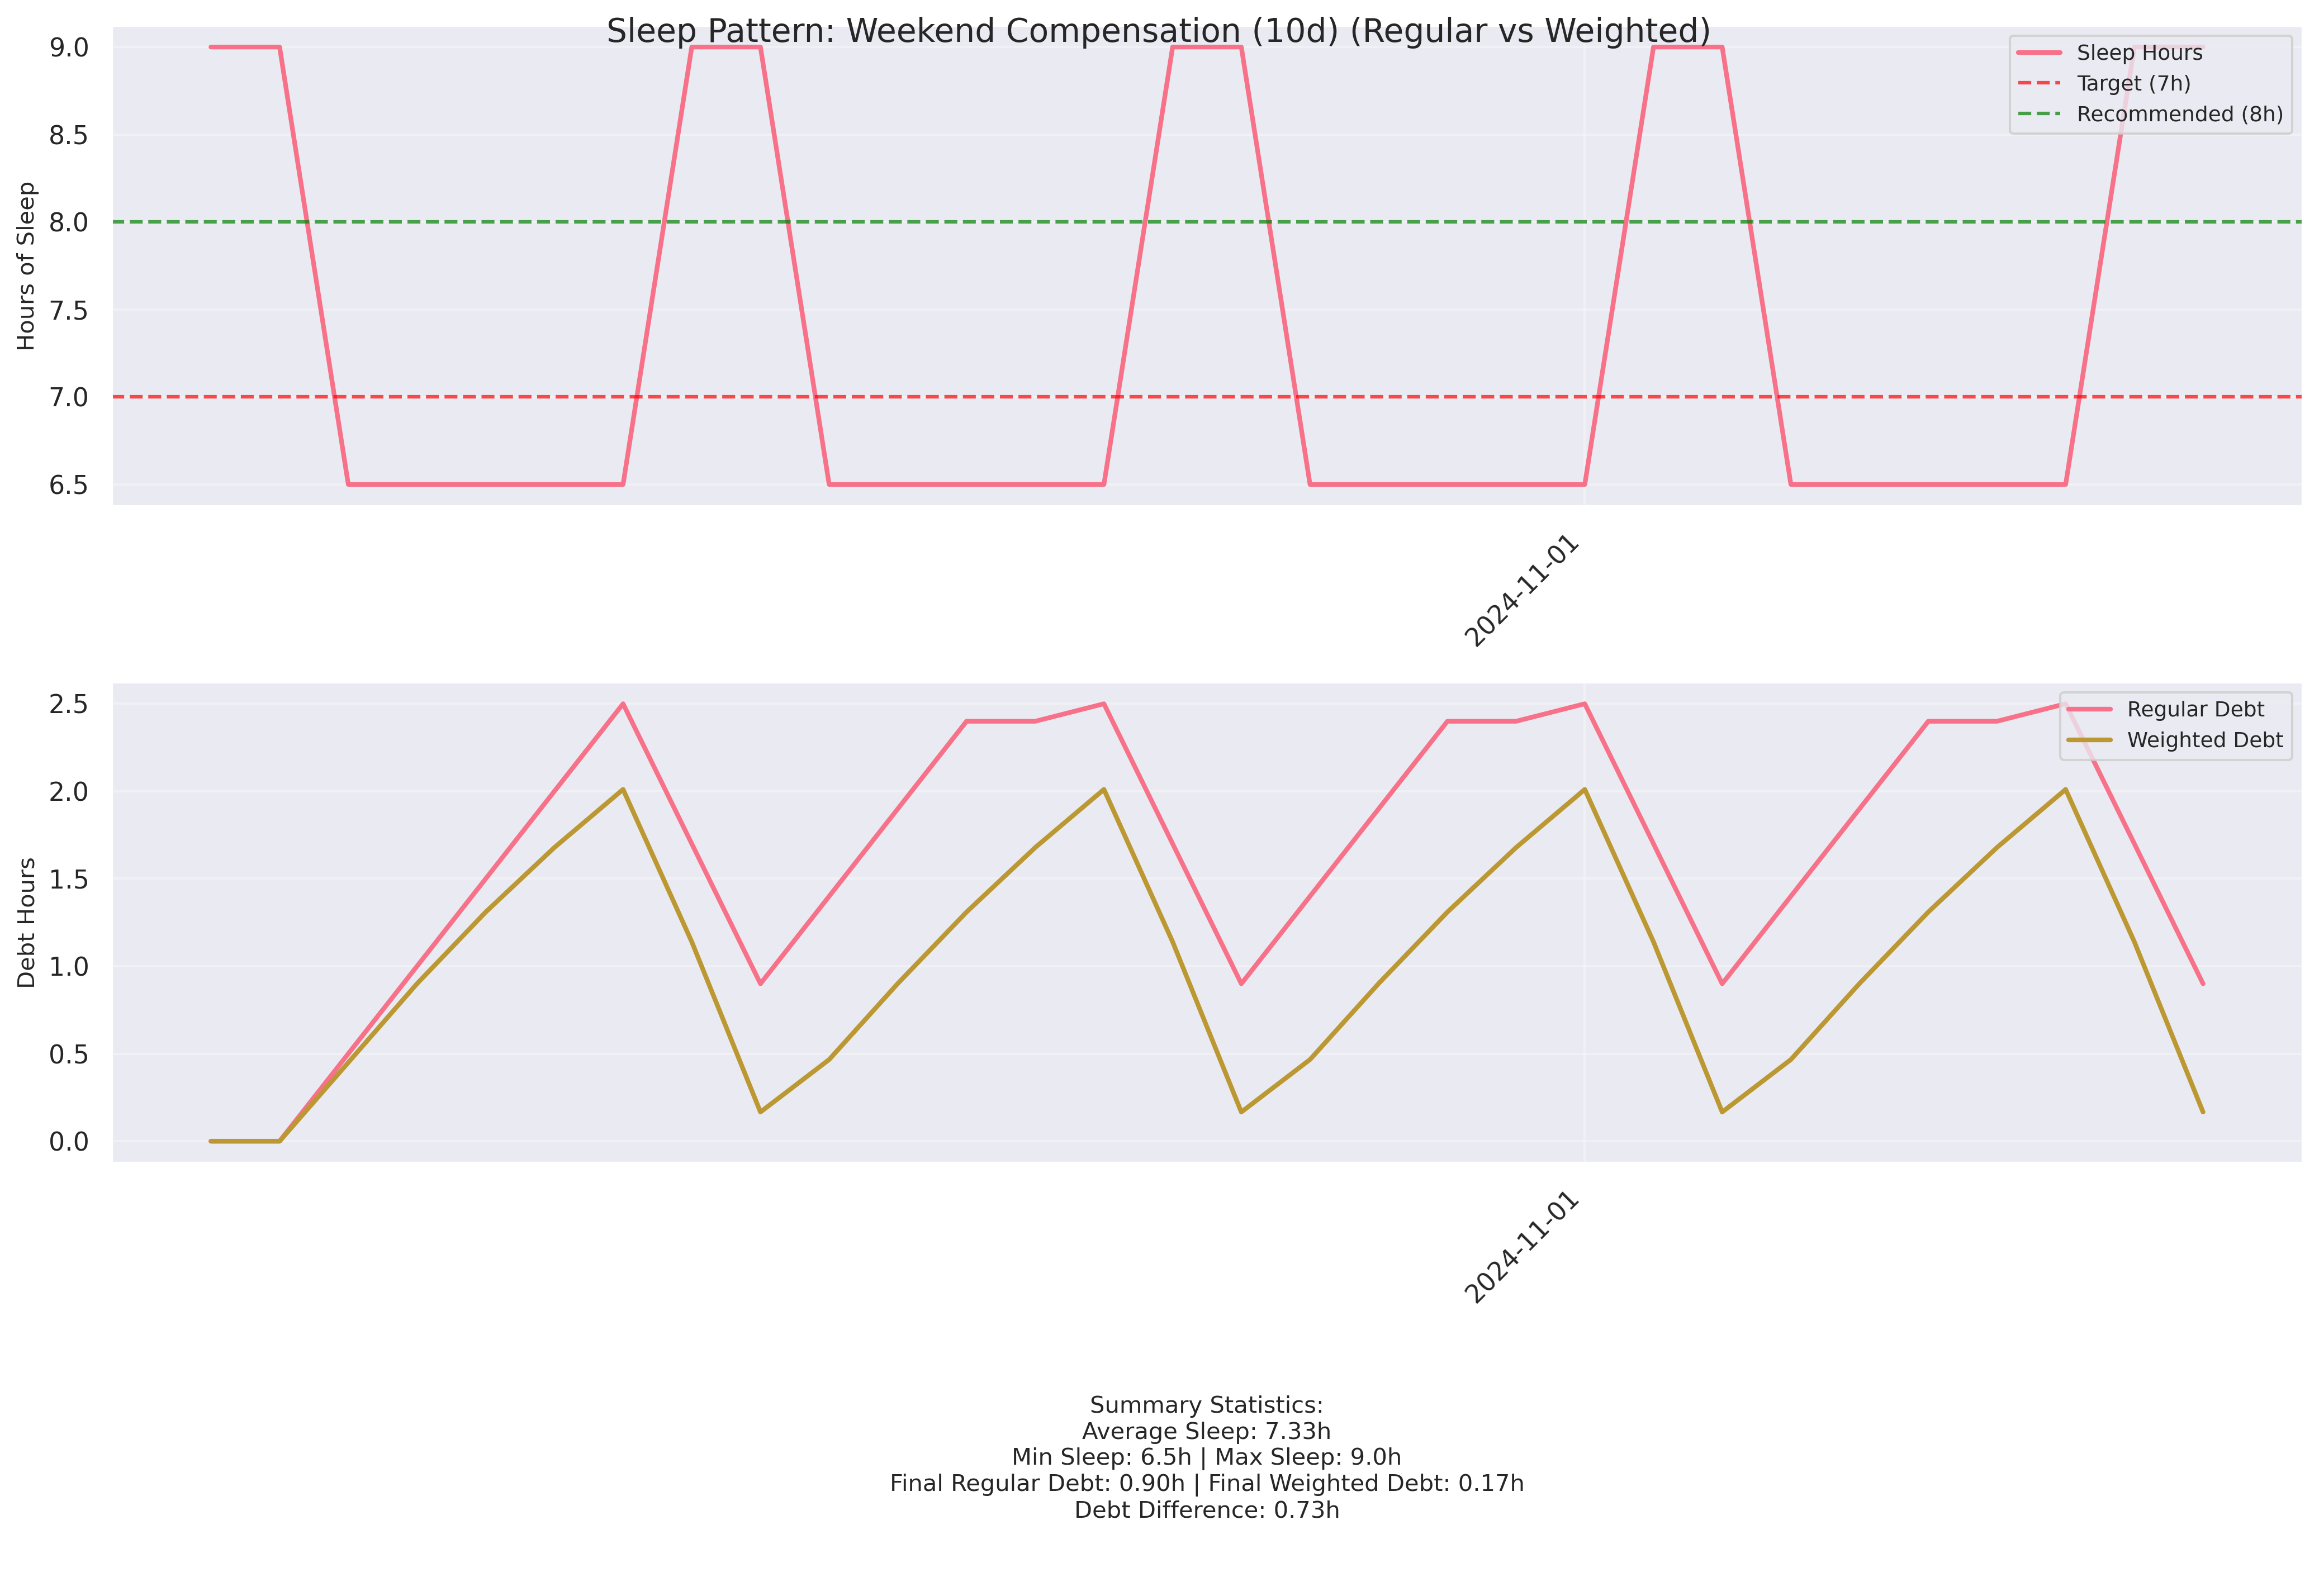 Sleep Pattern: Weekend Compensation (10d) (Regular vs Weighted)
9.0
8.5
8.0
7.5
7.0
6.5
Hours of Sleep
Sleep Hours
Target (7h)
Recommended (8h)
2024-11-01
2.5
2.0
1.5
1.0
0.5
0.0
Debt Hours
Regular Debt
Weighted Debt
2024-11-01
Summary Statistics:
Average Sleep: 7.33h
Min Sleep: 6.5h | Max Sleep: 9.0h
Final Regular Debt: 0.90h | Final Weighted Debt: 0.17h
Debt Difference: 0.73h